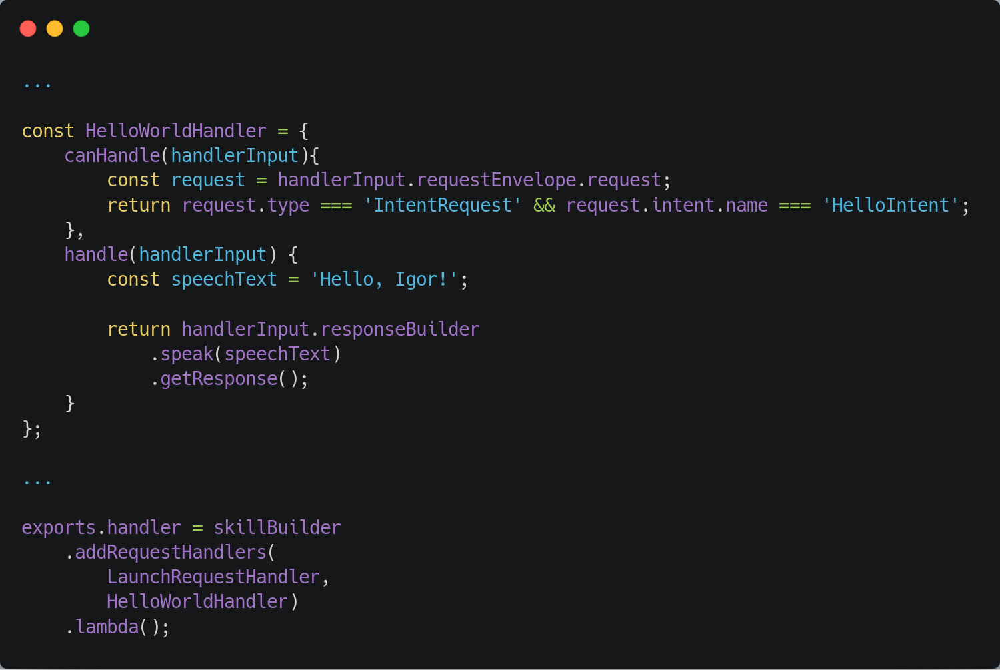 ...
const HelloWorldHandler = {
    canHandle(handlerInput){
        const request = handlerInput.requestEnvelope.request;
        return request.type === 'IntentRequest' && request.intent.name === 'HelloIntent';
    },
    handle(handlerInput) {
        const speechText = 'Hello, Igor!';
        return handlerInput.responseBuilder
            .speak(speechText)
            .getResponse();
    }
};
...
exports.handler = skillBuilder
    .addRequestHandlers(
        LaunchRequestHandler,
        HelloWorldHandler)
    .lambda();